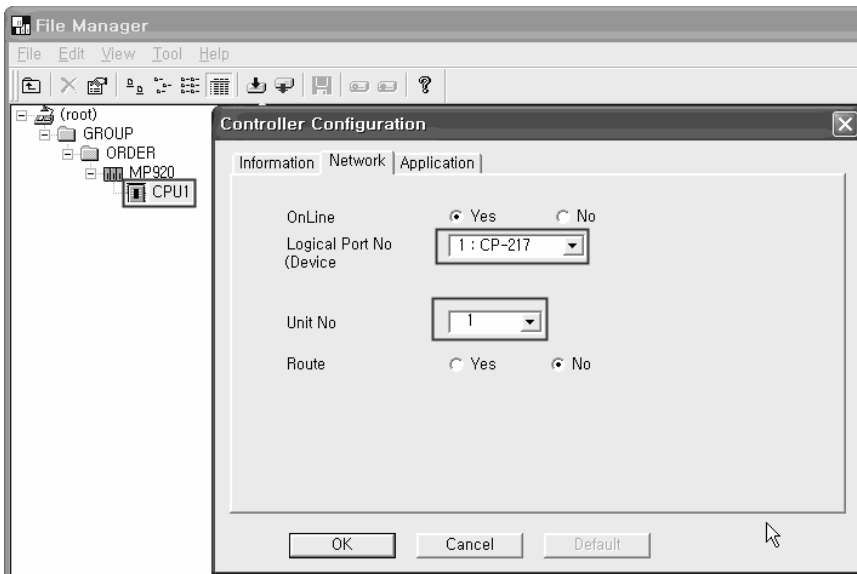 File Manager
File Edit View Tool Help
(root)
GROUP
ORDER
MP920
CPU1
Controller Configuration
Information Network Application
OnLine Yes No
Logical Port No 1 : CP-217
(Device
Unit No 1
Route Yes No
OK Cancel Default